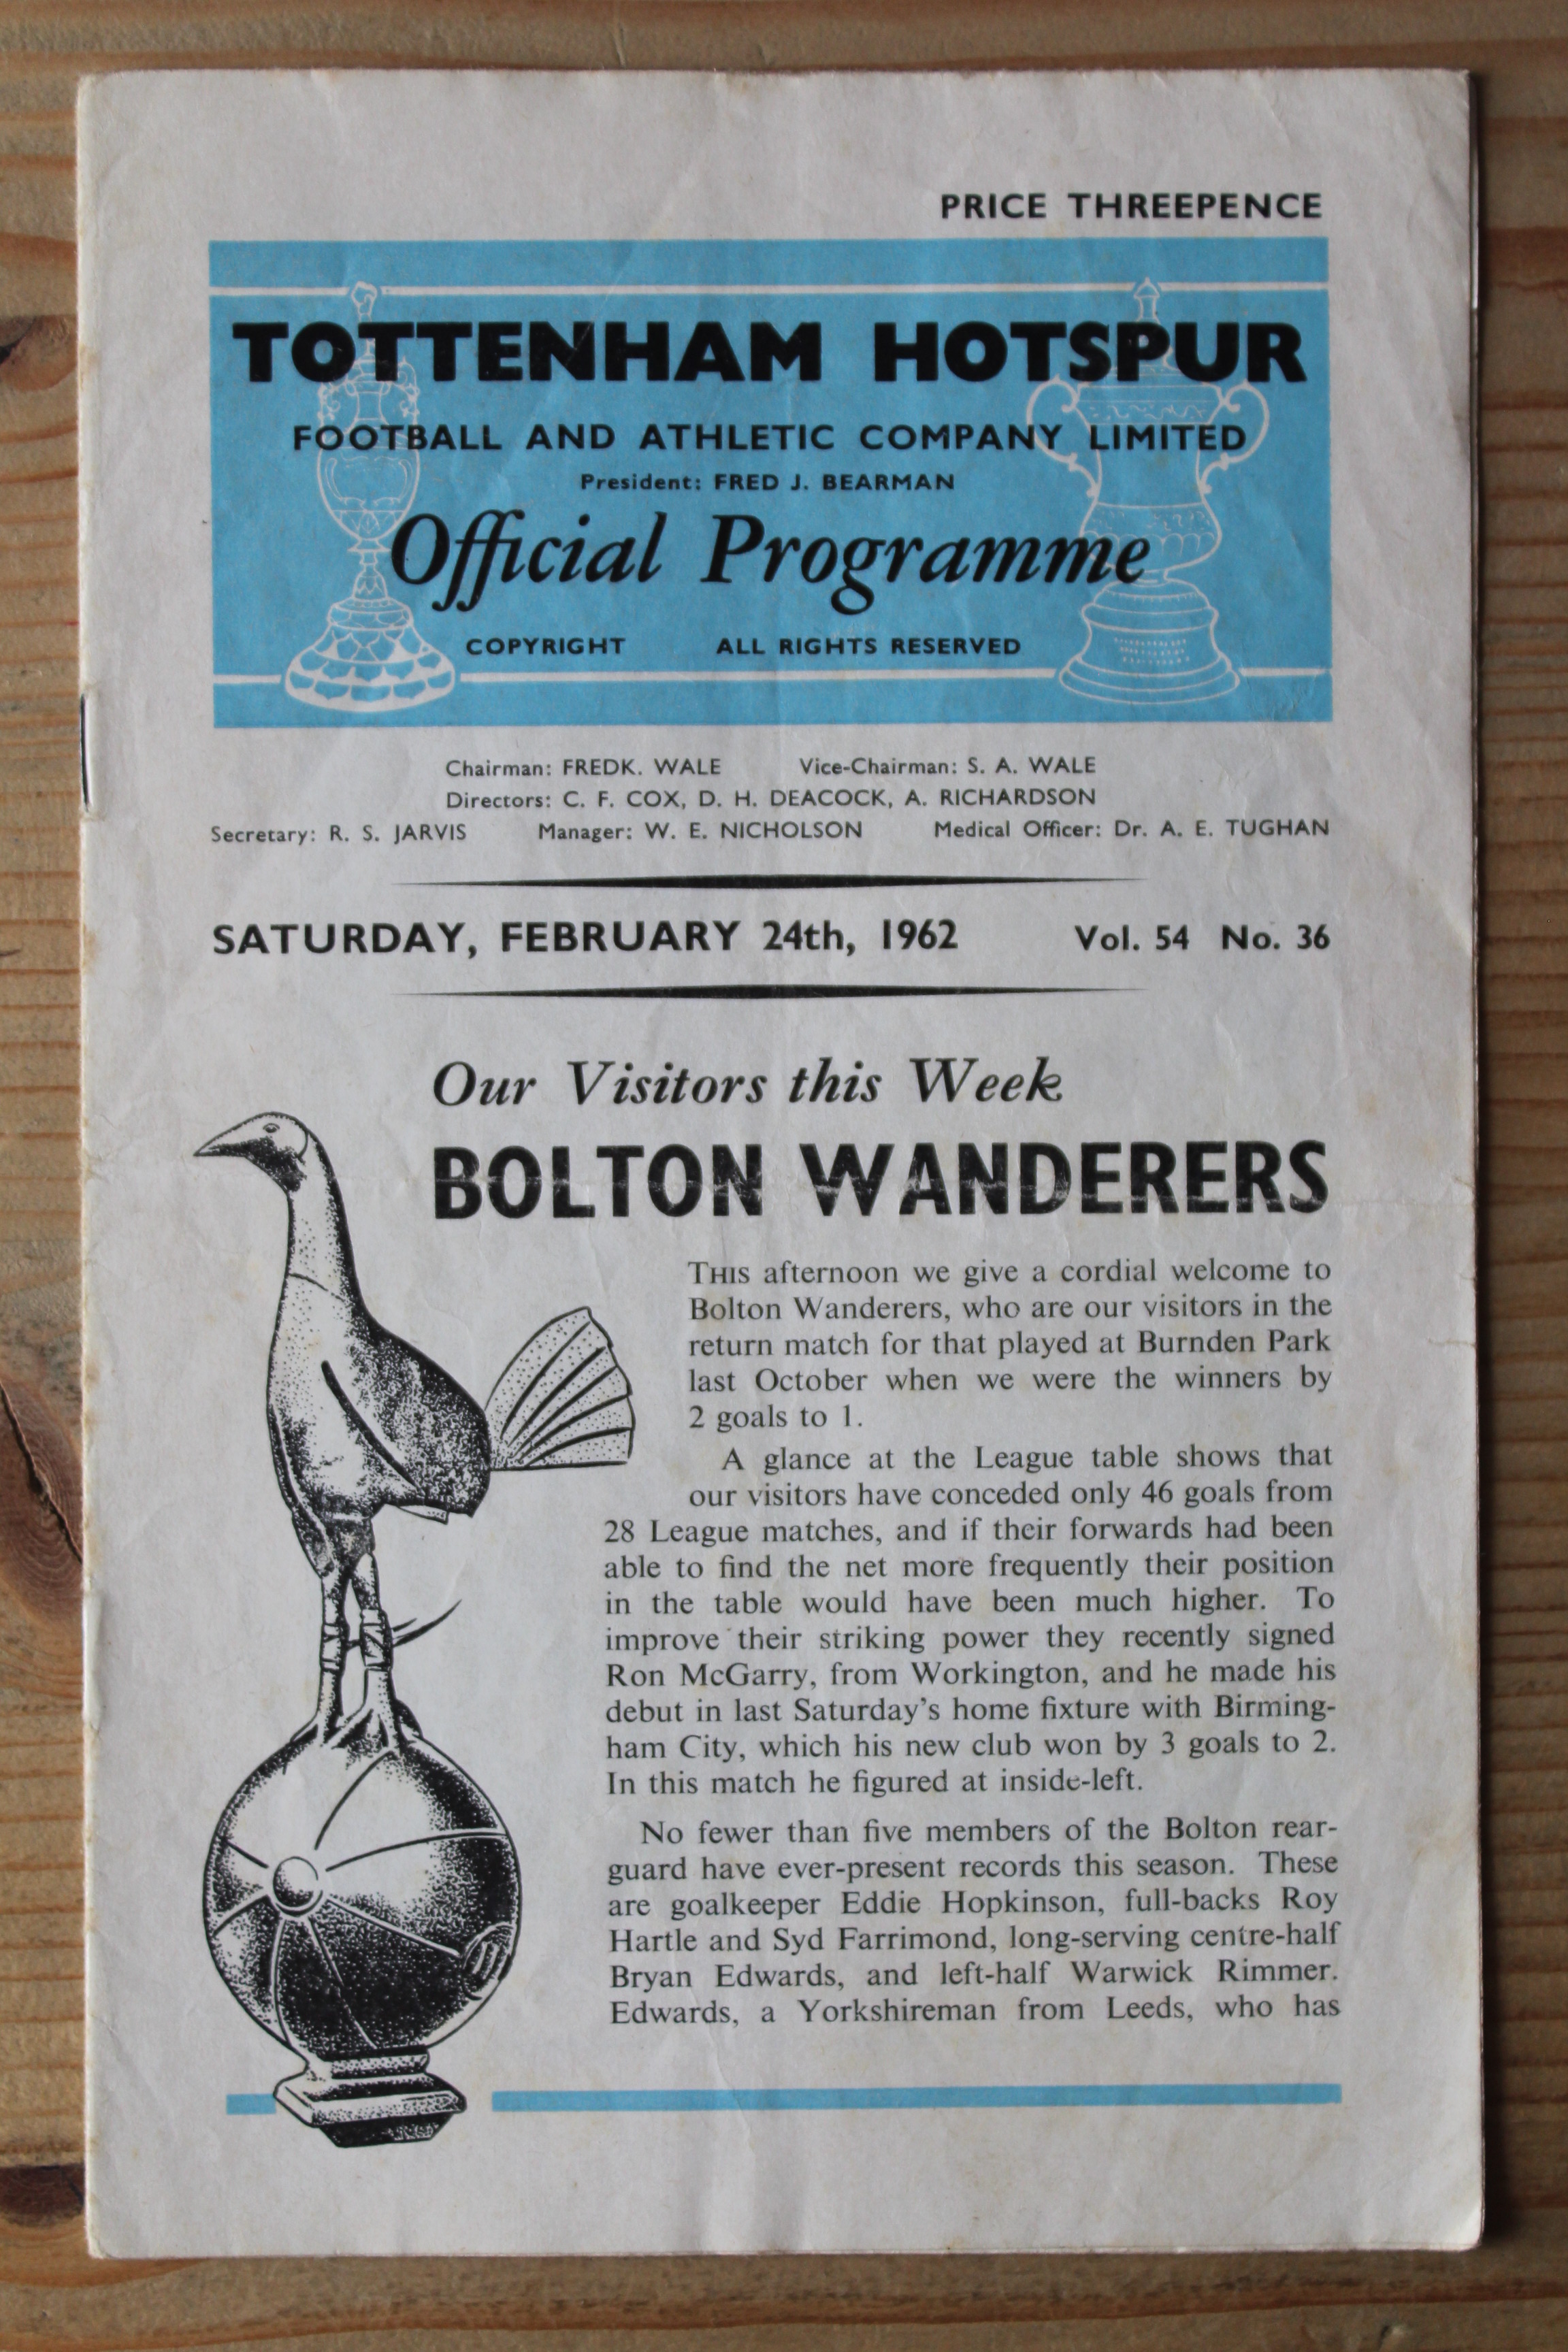 PRICE THREEPENCE
TOTTENHAM HOTSPUR
FOOTBALL AND ATHLETIC COMPANY LIMITED
President: FRED J. BEARMAN
Official Programme
COPYRIGHT ALL RIGHTS RESERVED
Chairman: FREDK. WALE Vice-Chairman: S. A. WALE
Directors: C. F. COX, D. H. DEACOCK, A. RICHARDSON
Secretary: R. S. JARVIS Manager: W. E. NICHOLSON Medical Officer: Dr. A. E. TUGHAN
SATURDAY, FEBRUARY 24th, 1962 Vol. 54 No. 36
Our Visitors this Week
BOLTON WANDERERS
THIS afternoon we give a cordial welcome to
Bolton Wanderers, who are our visitors in the
return match for that played at Burnden Park
last October when we were the winners by
2 goals to 1.
A glance at the League table shows that
our visitors have conceded only 46 goals from
28 League matches, and if their forwards had been
able to find the net more frequently their position
in the table would have been much higher. To
improve their striking power they recently signed
Ron McGarry, from Workington, and he made his
debut in last Saturday's home fixture with Birming-
ham City, which his new club won by 3 goals to 2.
In this match he figured at inside-left.
No fewer than five members of the Bolton rear-
guard have ever-present records this season. These
are goalkeeper Eddie Hopkinson, full-backs Roy
Hartle and Syd Farrimond, long-serving centre-half
Bryan Edwards, and left-half Warwick Rimmer.
Edwards, a Yorkshireman from Leeds, who has